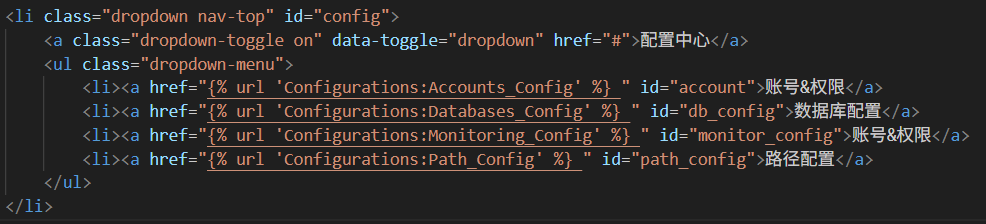 <li class="dropdown nav-top" id="config">
<a class="dropdown-toggle on" data-toggle="dropdown" href="#">配置中心</a>
<ul class="dropdown-menu">
<li><a href="{% url 'Configurations:Accounts_Config' %} " id="account">账号&权限</a>
<li><a href="{% url 'Configurations:Databases_Config' %} " id="db_config">数据库配置</a>
<li><a href="{% url 'Configurations:Monitoring_Config' %} " id="monitor_config">账号&权限</a>
<li><a href="{% url 'Configurations:Path_Config' %} " id="path_config">路径配置</a>
</ul>
</li>